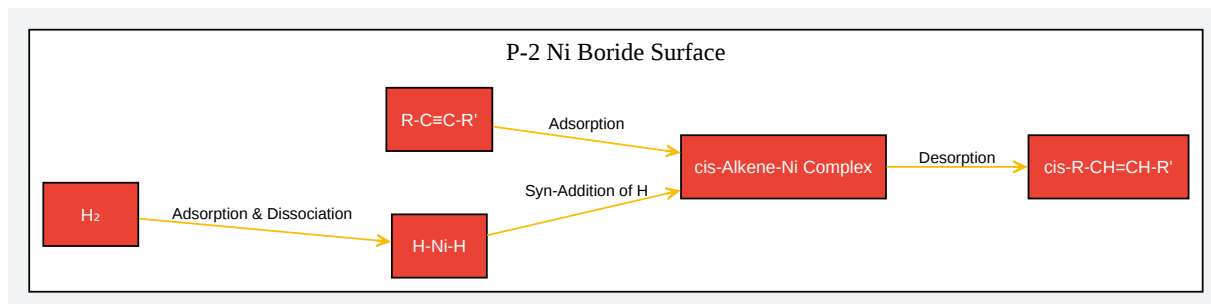 P-2 Ni Boride Surface
R-C≡C-R'
Adsorption
cis-Alkene-Ni Complex
Desorption
cis-R-CH=CH-R'
H₂
Adsorption & Dissociation
Syn-Addition of H
H-Ni-H